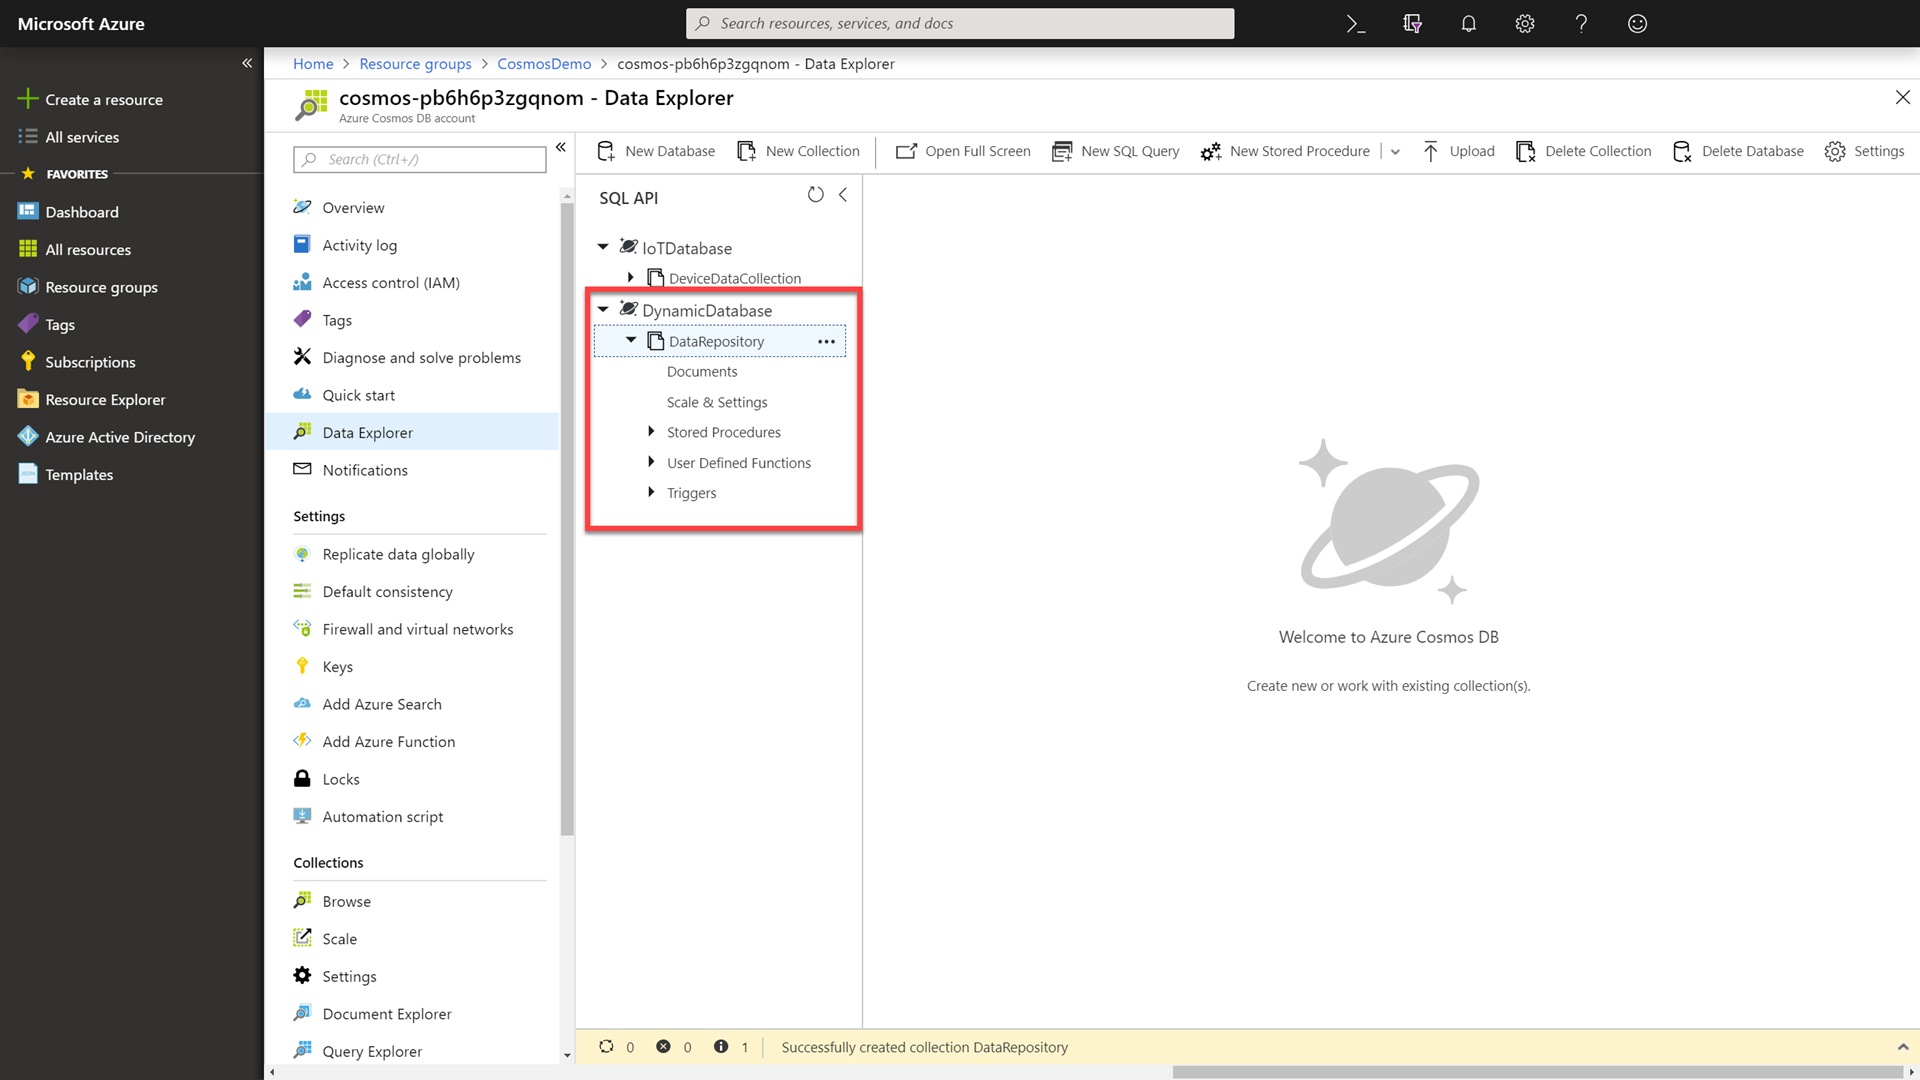 Microsoft Azure
Search resources, services, and docs
Create a resource
All services
FAVORITES
Dashboard
All resources
Resource groups
Tags
Subscriptions
Resource Explorer
Azure Active Directory
Templates
Home > Resource groups > CosmosDemo > cosmos-pb6h6p3zgqnom - Data Explorer
cosmos-pb6h6p3zgqnom - Data Explorer
Azure Cosmos DB account
Search (Ctrl+/)
Overview
Activity log
Access control (IAM)
Tags
Diagnose and solve problems
Quick start
Data Explorer
Notifications
Settings
Replicate data globally
Default consistency
Firewall and virtual networks
Keys
Add Azure Search
Add Azure Function
Locks
Automation script
Collections
Browse
Scale
Settings
Document Explorer
Query Explorer
New Database New Collection Open Full Screen New SQL Query New Stored Procedure Upload Delete Collection Delete Database Settings
SQL API
IoTDatabase
DeviceDataCollection
DynamicDatabase
DataRepository
Documents
Scale & Settings
Stored Procedures
User Defined Functions
Triggers
Welcome to Azure Cosmos DB
Create new or work with existing collection(s).
0 0 1 Successfully created collection DataRepository